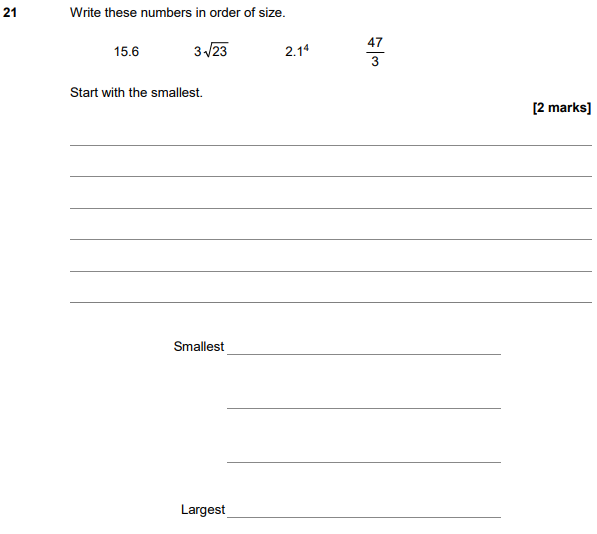 21 Write these numbers in order of size.
15.6 3√23 2.1⁴ 47/3
Start with the smallest.
[2 marks]
Smallest
Largest